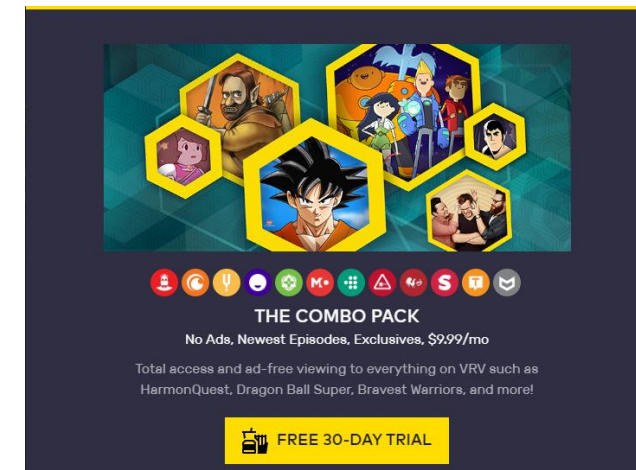 THE COMBO PACK
No Ads, Newest Episodes, Exclusives, $9.99/mo
Total access and ad-free viewing to everything on VRV such as
HarmonQuest, Dragon Ball Super, Bravest Warriors, and more!
FREE 30-DAY TRIAL